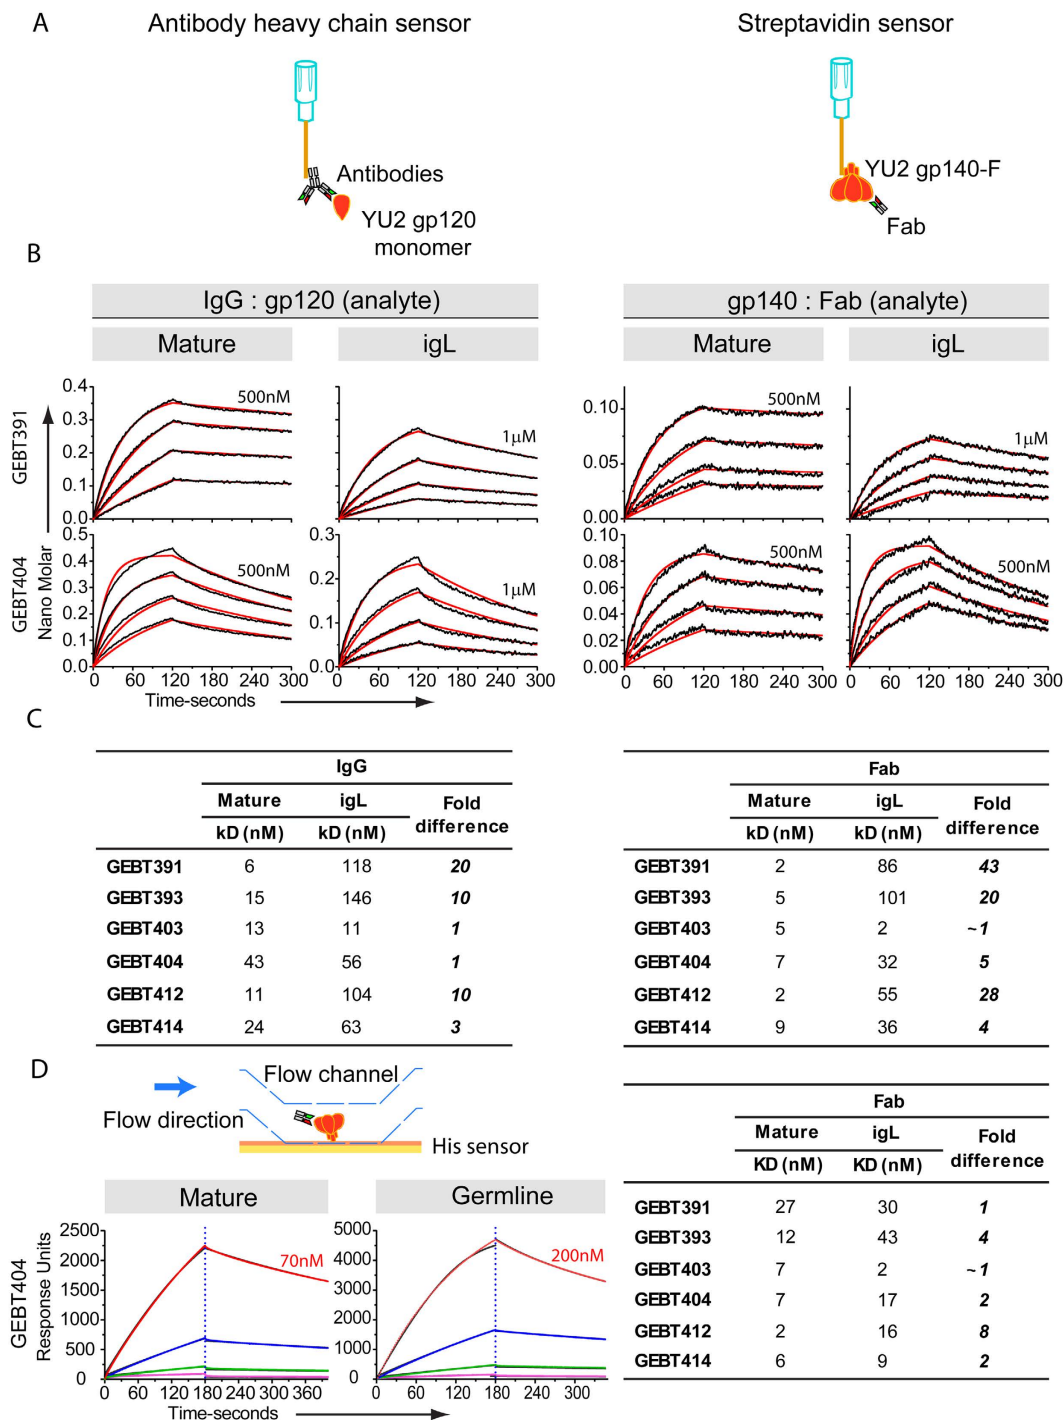 A
Antibody heavy chain sensor
Streptavidin sensor
Antibodies
YU2 gp120
monomer
YU2 gp140-F
Fab
B
IgG : gp120 (analyte)
gp140 : Fab (analyte)
Mature
igL
Mature
igL
GEBT391
0.4
0.3
0.2
0.1
0.0
500nM
1µM
0.10
0.05
0.00
500nM
1µM
GEBT404
Nano Molar
0.5
0.4
0.3
0.2
0.1
0.0
500nM
0.3
0.2
0.1
0.0
1µM
0.10
0.08
0.06
0.04
0.02
0.00
500nM
500nM
0 60 120 180 240 300
0 60 120 180 240 300
0 60 120 180 240 300
0 60 120 180 240 300
Time-seconds
C
IgG
Mature igL Fold difference
kD (nM) kD (nM)
GEBT391 6 118 20
GEBT393 15 146 10
GEBT403 13 11 1
GEBT404 43 56 1
GEBT412 11 104 10
GEBT414 24 63 3
Fab
Mature igL Fold difference
kD (nM) kD (nM)
GEBT391 2 86 43
GEBT393 5 101 20
GEBT403 5 2 ~1
GEBT404 7 32 5
GEBT412 2 55 28
GEBT414 9 36 4
D
Flow channel
Flow direction
His sensor
Mature
Germline
GEBT404
Response Units
2500
2000
1500
1000
500
0
70nM
5000
4000
3000
2000
1000
0
200nM
0 60 120 180 240 300 360
0 60 120 180 240 300
Time-seconds
Fab
Mature igL Fold difference
KD (nM) KD (nM)
GEBT391 27 30 1
GEBT393 12 43 4
GEBT403 7 2 ~1
GEBT404 7 17 2
GEBT412 2 16 8
GEBT414 6 9 2